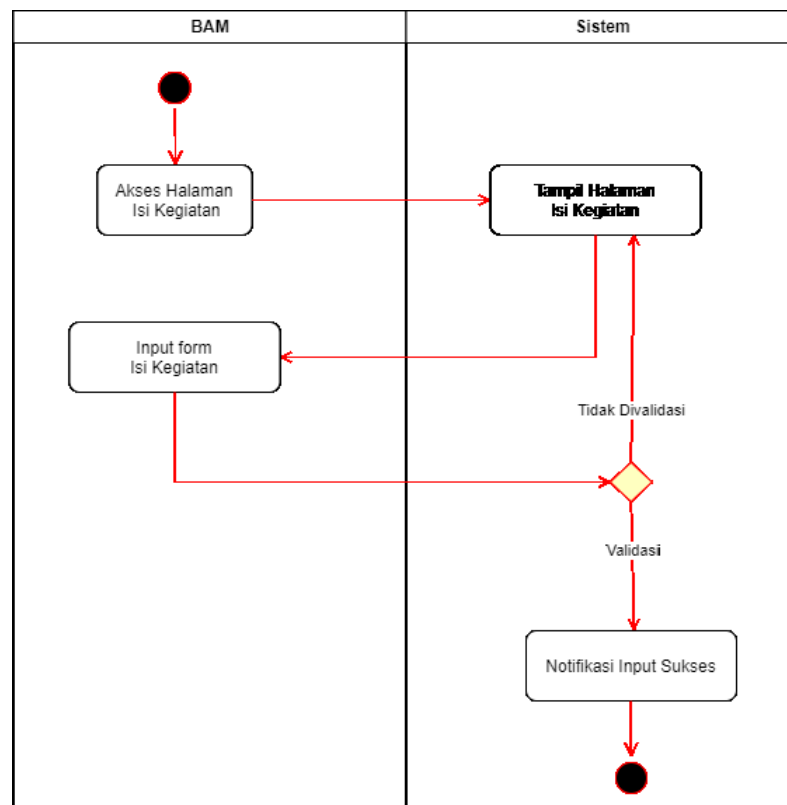 BAM
Sistem
Akses Halaman
Isi Kegiatan
Tampil Halaman
Isi Kegiatan
Input form
Isi Kegiatan
Tidak Divalidasi
Validasi
Notifikasi Input Sukses